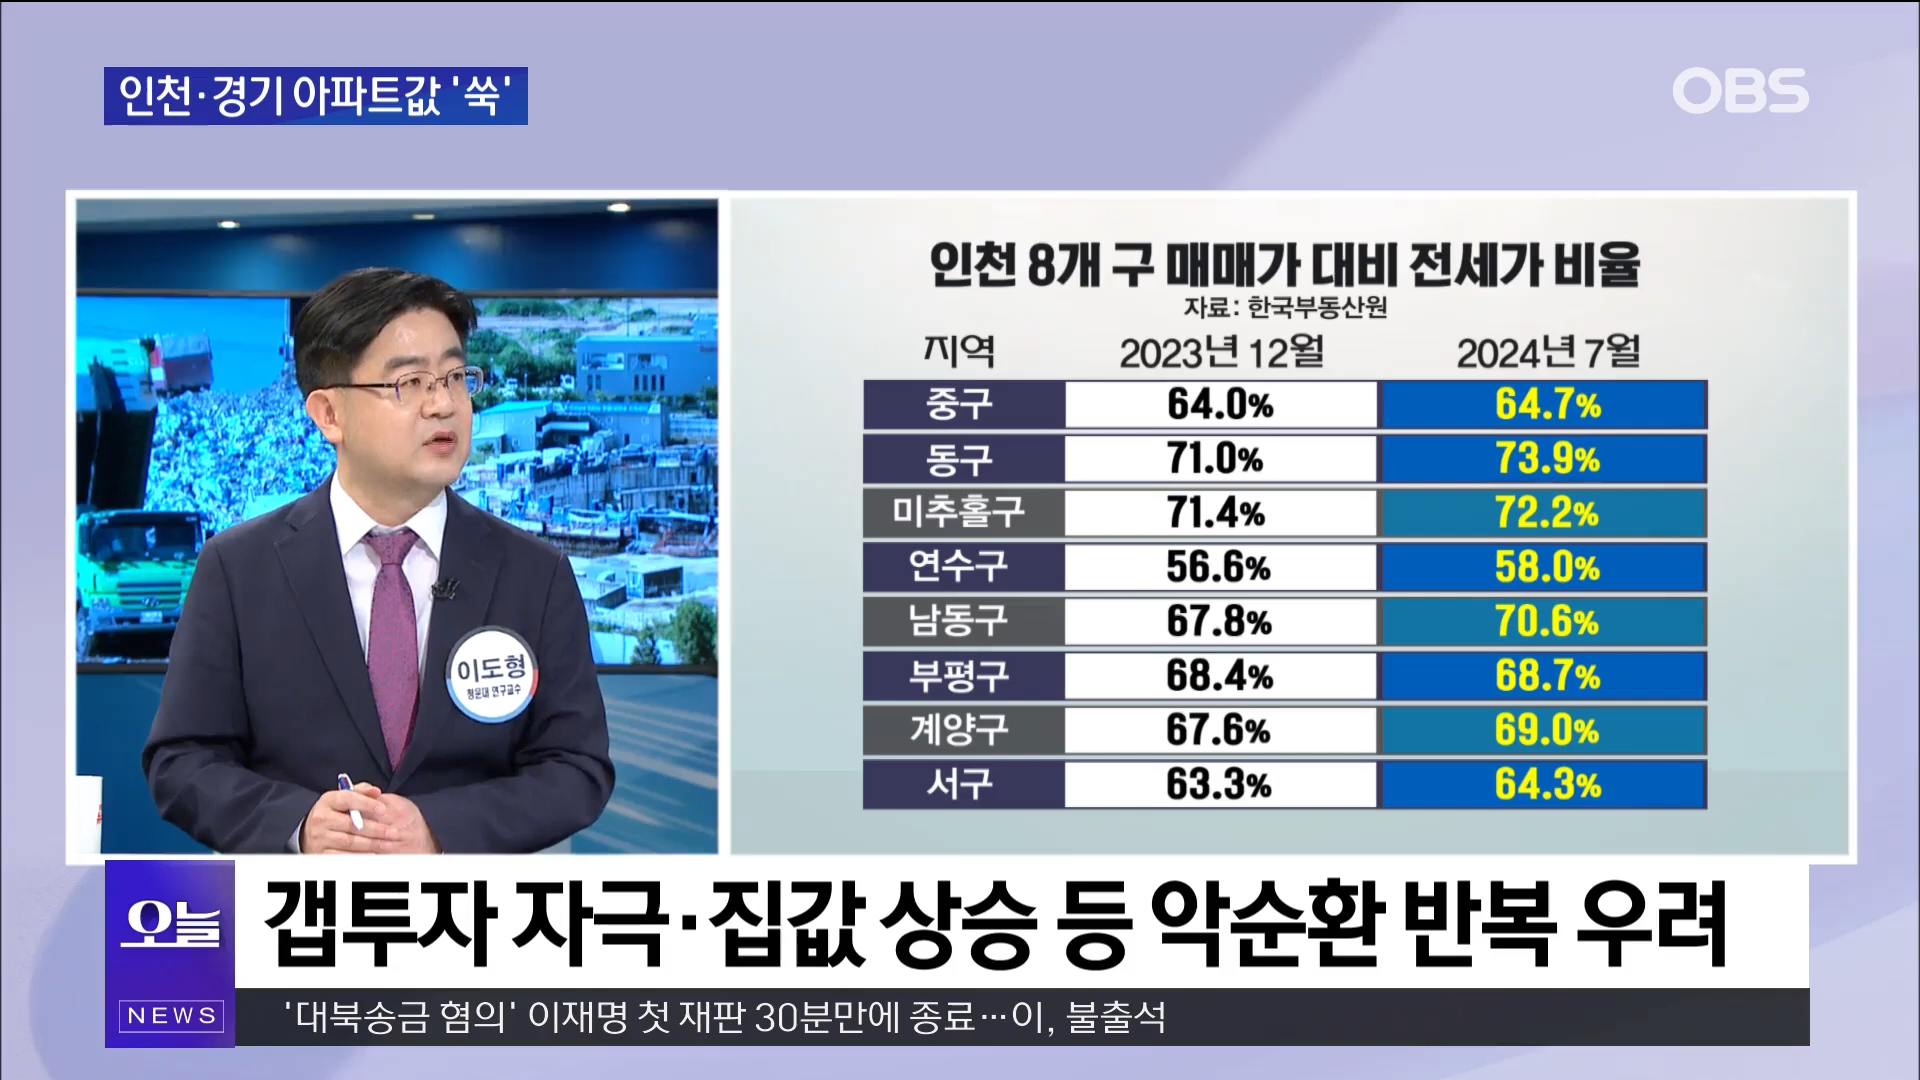 인천·경기 아파트값 '쑥'
OBS
인천 8개 구 매매가 대비 전세가 비율
자료: 한국부동산원
지역 2023년 12월 2024년 7월
중구 64.0% 64.7%
동구 71.0% 73.9%
미추홀구 71.4% 72.2%
연수구 56.6% 58.0%
남동구 67.8% 70.6%
부평구 68.4% 68.7%
계양구 67.6% 69.0%
서구 63.3% 64.3%
이도형
청운대 연구교수
오늘
NEWS
갭투자 자극·집값 상승 등 악순환 반복 우려
'대북송금 혐의' 이재명 첫 재판 30분만에 종료…이, 불출석